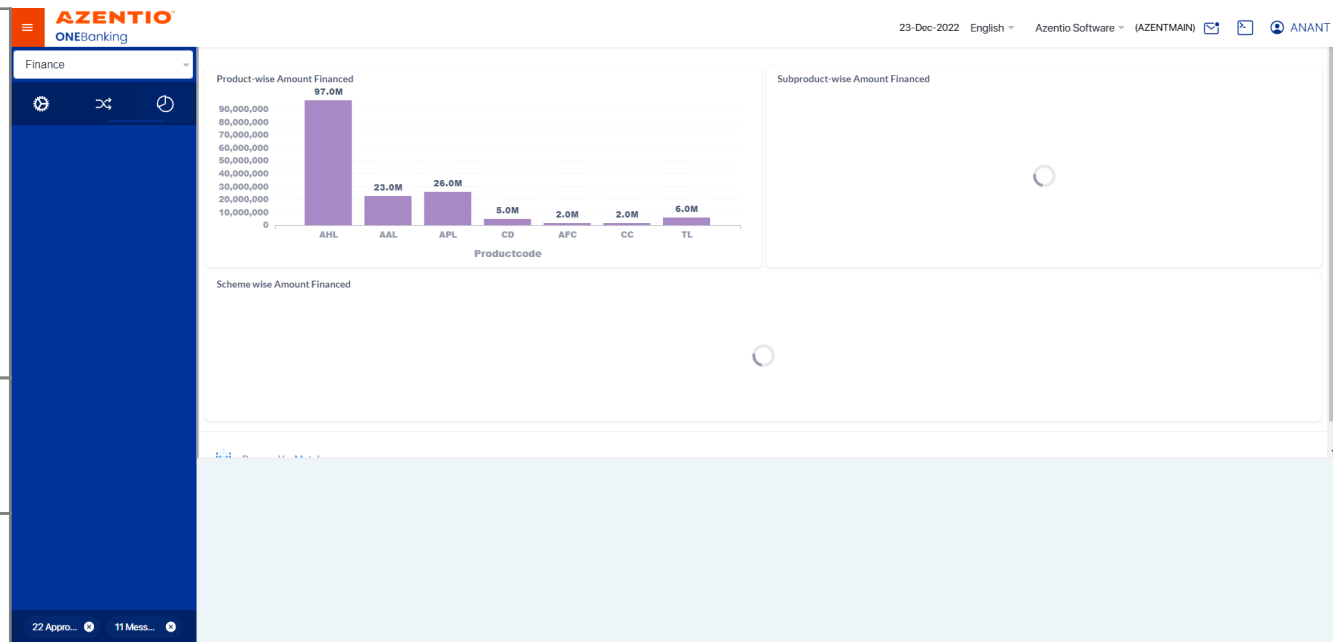 AZENTIO
ONEBanking
23-Dec-2022 English Azentio Software (AZENTMAIN) ANANT
Finance
Product-wise Amount Financed
97.0M
90,000,000
80,000,000
70,000,000
60,000,000
50,000,000
40,000,000
30,000,000
20,000,000
10,000,000
0
23.0M
26.0M
5.0M
2.0M
2.0M
6.0M
AHL AAL APL CD AFC CC TL
Productcode
Subproduct-wise Amount Financed
Scheme wise Amount Financed
22 Appro... 11 Mess...